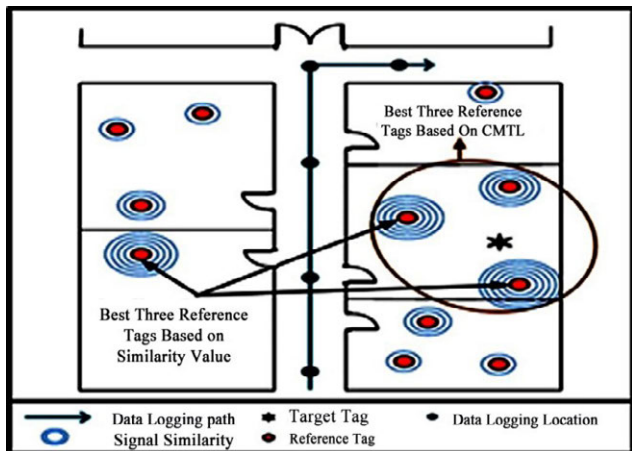 Best Three Reference
Tags Based On CMTL
Best Three Reference
Tags Based on
Similarity Value
Data Logging path
Target Tag
Data Logging Location
Signal Similarity
Reference Tag